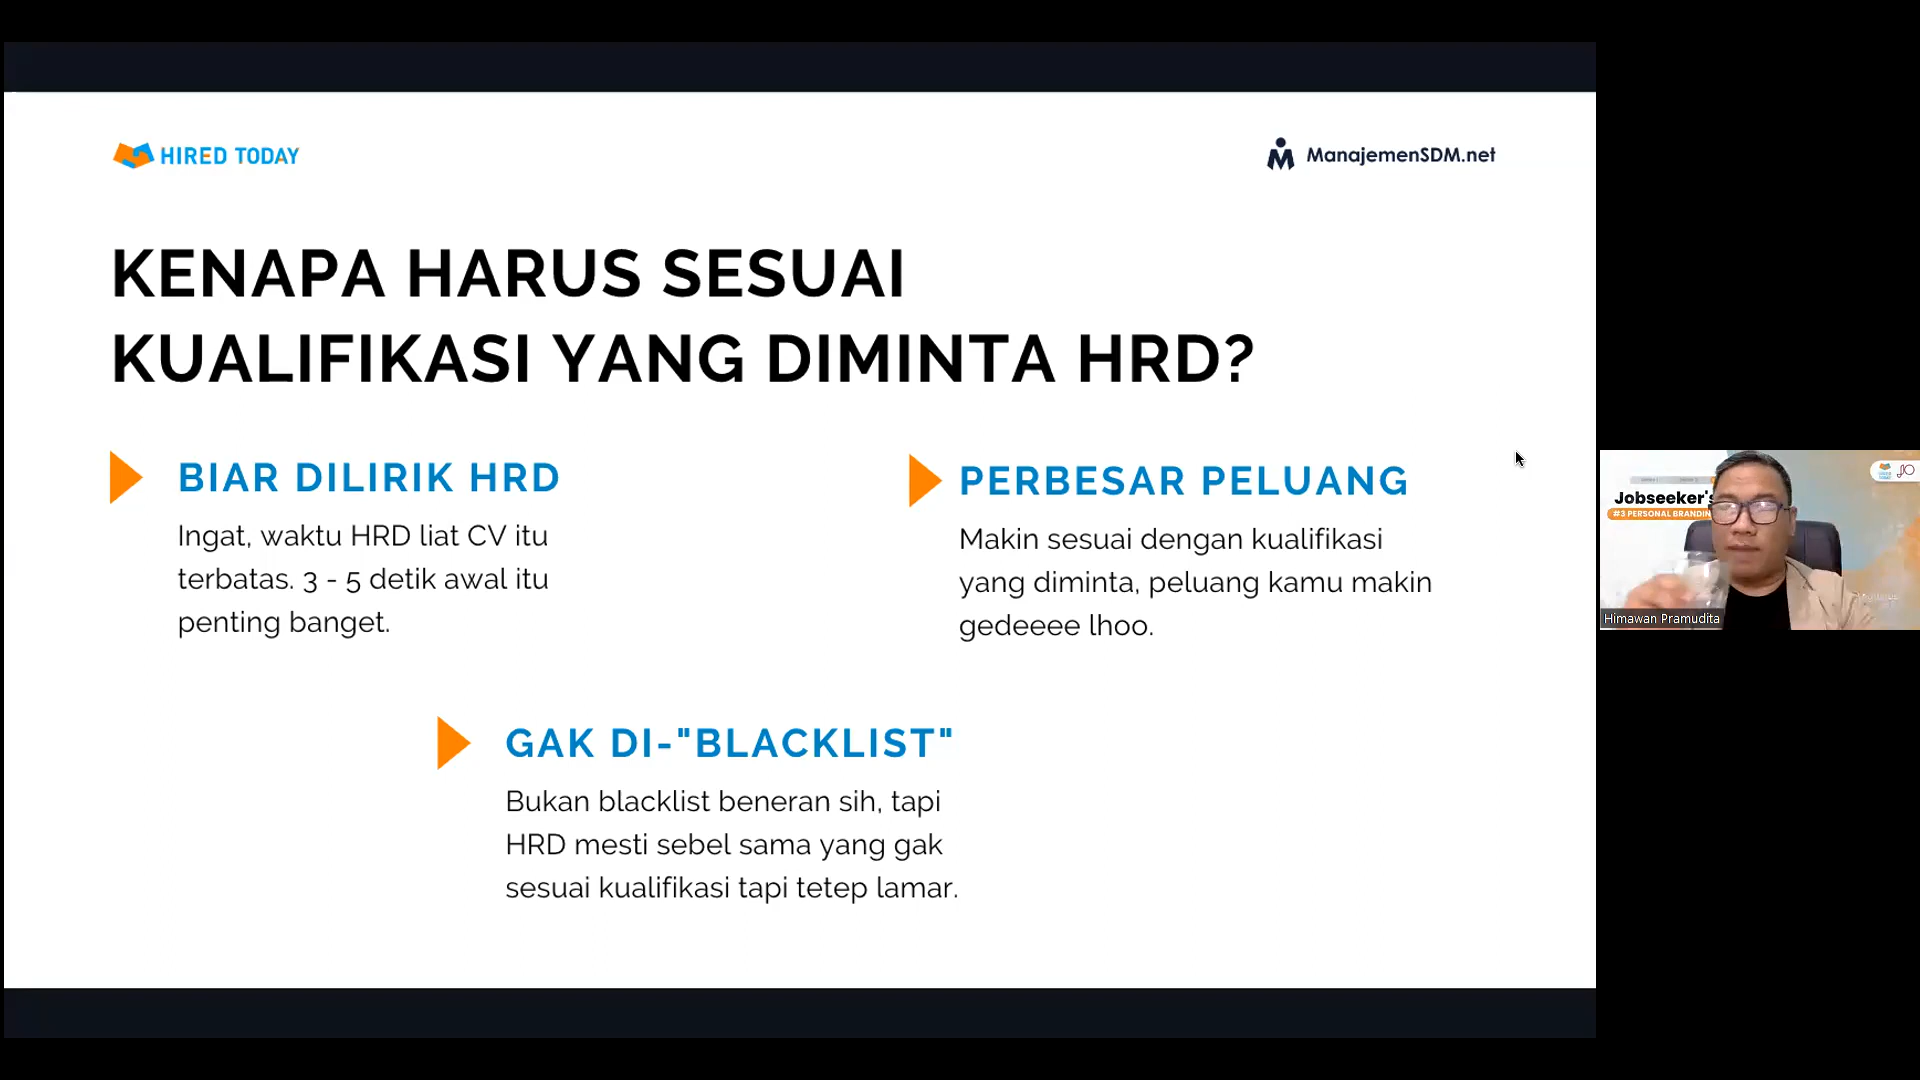 HIRED TODAY
ManajemenSDM.net
KENAPA HARUS SESUAI
KUALIFIKASI YANG DIMINTA HRD?
BIAR DILIRIK HRD
Ingat, waktu HRD liat CV itu
terbatas. 3 - 5 detik awal itu
penting banget.
PERBESAR PELUANG
Makin sesuai dengan kualifikasi
yang diminta, peluang kamu makin
gedeeee lhoo.
GAK DI-"BLACKLIST"
Bukan blacklist beneran sih, tapi
HRD mesti sebel sama yang gak
sesuai kualifikasi tapi tetep lamar.
Jobseeker's
#3 PERSONAL BRANDIN
Himawan Pramudita